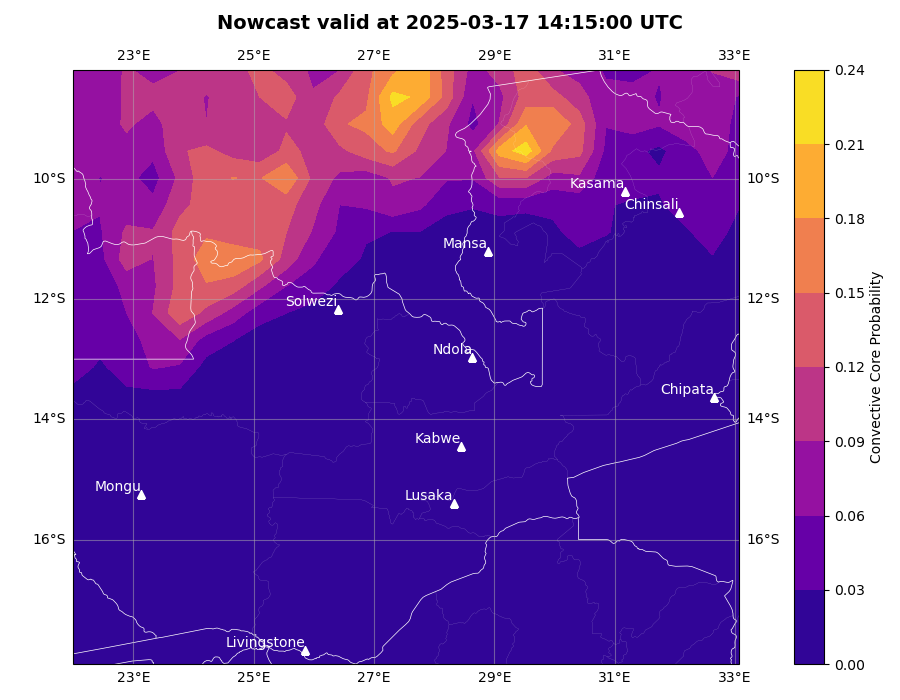 Nowcast valid at 2025-03-17 14:15:00 UTC
23°E 25°E 27°E 29°E 31°E 33°E
0.24
0.21
0.18
0.15
0.12
0.09
0.06
0.03
0.00
Convective Core Probability
10°S 10°S
Kasama
Chinsali
Mansa
12°S 12°S
Solwezi
Ndola
Chipata
14°S 14°S
Kabwe
Mongu
Lusaka
16°S 16°S
Livingstone
23°E 25°E 27°E 29°E 31°E 33°E